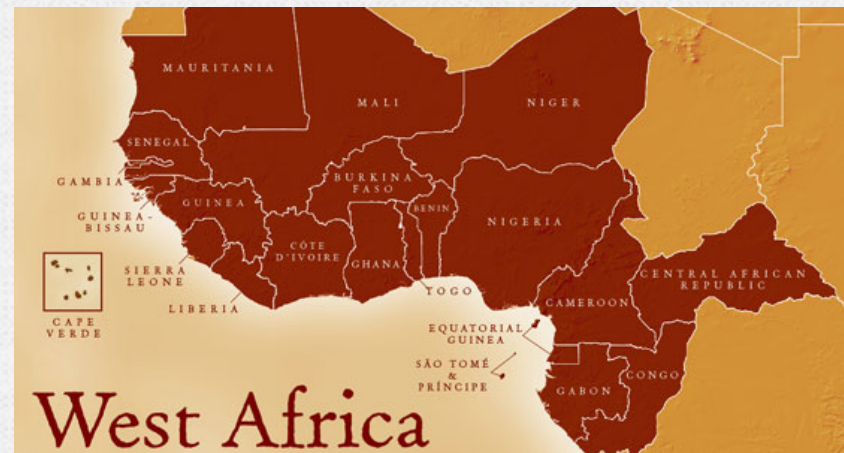 MAURITANIA
MALI
NIGER
SENEGAL
GAMBIA
BURKINA
FASO
GUINEA-
BISSAU
GUINEA
BENIN
NIGERIA
CÔTE
D'IVOIRE
GHANA
SIERRA
LEONE
LIBERIA
TOGO
CENTRAL AFRICAN
REPUBLIC
CAMEROON
CAPE
VERDE
EQUATORIAL
GUINEA
SÃO TOMÉ
&
PRÍNCIPE
GABON
CONGO
West Africa